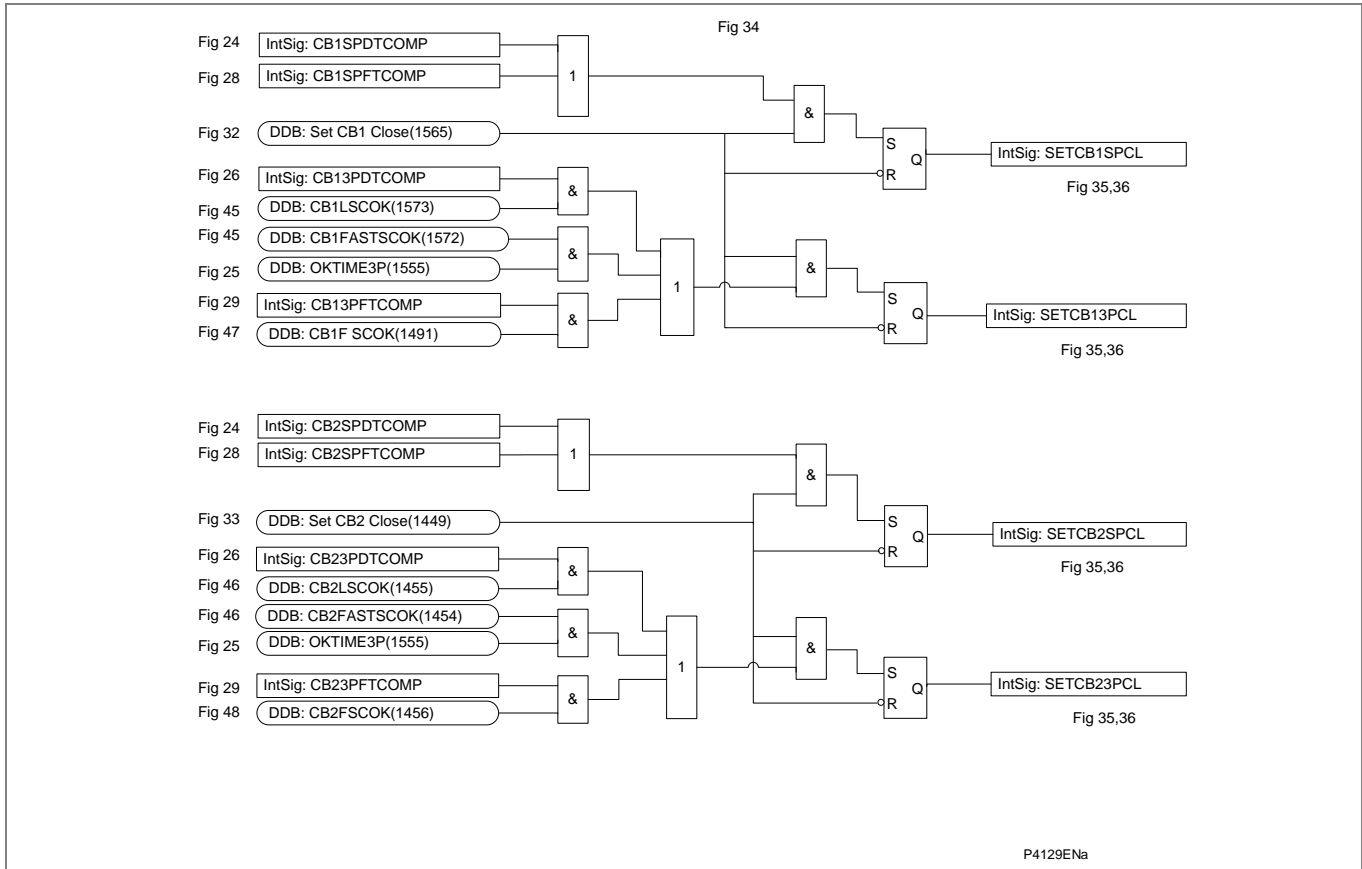 Fig 34
Fig 24 IntSig: CB1SPDTCOMP
Fig 28 IntSig: CB1SPFTCOMP
1
&
Fig 32 DDB: Set CB1 Close(1565)
S
Q
R
IntSig: SETCB1SPCL
Fig 35,36
Fig 26 IntSig: CB13PDTCOMP
&
Fig 45 DDB: CB1LSCOK(1573)
Fig 45 DDB: CB1FASTSCOK(1572)
&
Fig 25 DDB: OKTIME3P(1555)
Fig 29 IntSig: CB13PFTCOMP
&
Fig 47 DDB: CB1F SCOK(1491)
1
&
S
Q
R
IntSig: SETCB13PCL
Fig 35,36
Fig 24 IntSig: CB2SPDTCOMP
Fig 28 IntSig: CB2SPFTCOMP
1
&
Fig 33 DDB: Set CB2 Close(1449)
S
Q
R
IntSig: SETCB2SPCL
Fig 35,36
Fig 26 IntSig: CB23PDTCOMP
&
Fig 46 DDB: CB2LSCOK(1455)
Fig 46 DDB: CB2FASTSCOK(1454)
&
Fig 25 DDB: OKTIME3P(1555)
Fig 29 IntSig: CB23PFTCOMP
&
Fig 48 DDB: CB2FSCOK(1456)
1
&
S
Q
R
IntSig: SETCB23PCL
Fig 35,36
P4129ENa